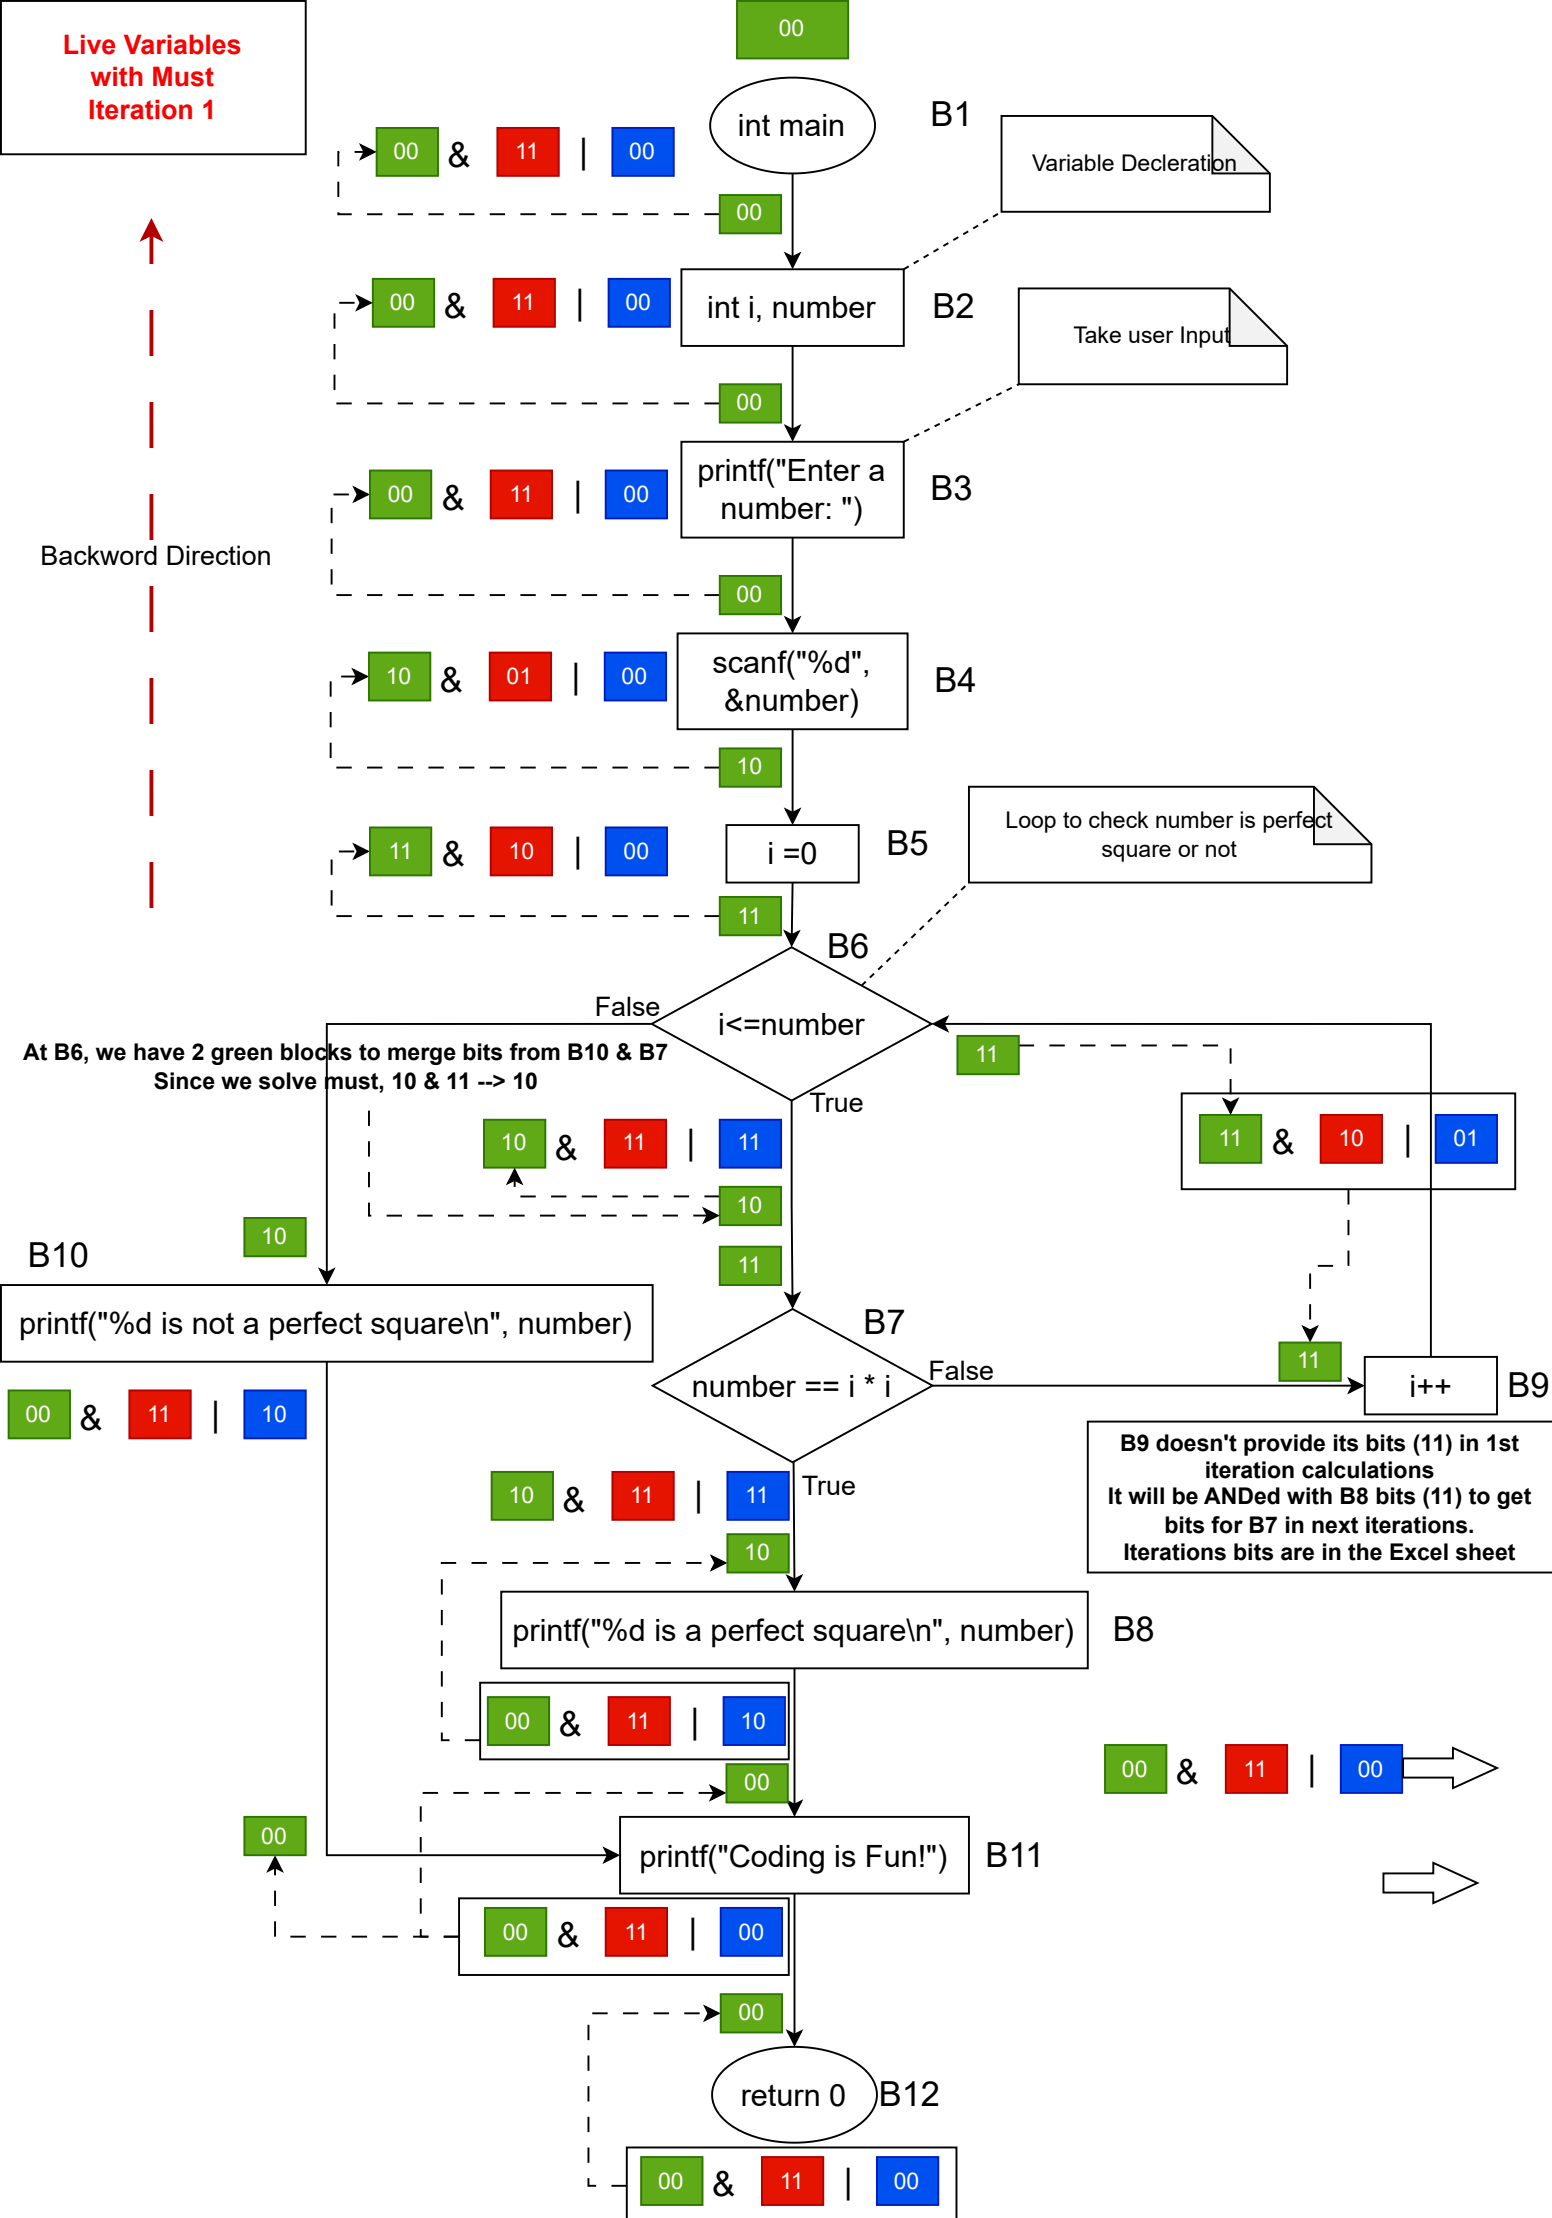 Live Variables
with Must
Iteration 1
00
int main
B1
Variable Decleration
00 & 11 | 00
00
int i, number
B2
00 & 11 | 00
Take user Input
00
printf("Enter a
number: ")
B3
00 & 11 | 00
Backword Direction
00
scanf("%d",
&number)
B4
10 & 01 | 00
10
Loop to check number is perfect
square or not
i =0
B5
11 & 10 | 00
11
B6
False
i<=number
11
At B6, we have 2 green blocks to merge bits from B10 & B7
Since we solve must, 10 & 11 --> 10
True
10 & 11 | 11
11 & 10 | 01
10
10
11
B10
printf("%d is not a perfect square\n", number)
B7
number == i * i
False
11
i++
B9
00 & 11 | 10
B9 doesn't provide its bits (11) in 1st
iteration calculations
It will be ANDed with B8 bits (11) to get
bits for B7 in next iterations.
Iterations bits are in the Excel sheet
True
10 & 11 | 11
10
printf("%d is a perfect square\n", number)
B8
00 & 11 | 10
00 & 11 | 00
00
00
printf("Coding is Fun!")
B11
00 & 11 | 00
00
return 0
B12
00 & 11 | 00